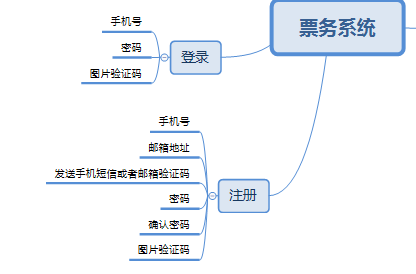 票务系统
登录
手机号
密码
图片验证码
注册
手机号
邮箱地址
发送手机短信或者邮箱验证码
密码
确认密码
图片验证码